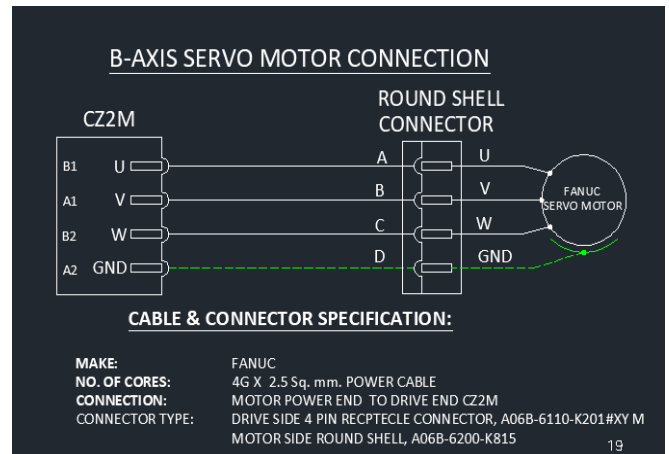 B-AXIS SERVO MOTOR CONNECTION
ROUND SHELL
CONNECTOR
CZ2M
B1 U A U
A1 V B V
B2 W C W
A2 GND D GND
FANUC
SERVO MOTOR
CABLE & CONNECTOR SPECIFICATION:
MAKE: FANUC
NO. OF CORES: 4G X 2.5 Sq. mm. POWER CABLE
CONNECTION: MOTOR POWER END TO DRIVE END CZ2M
CONNECTOR TYPE: DRIVE SIDE 4 PIN RECPTECLE CONNECTOR, A06B-6110-K201#XY M
MOTOR SIDE ROUND SHELL, A06B-6200-K815
19